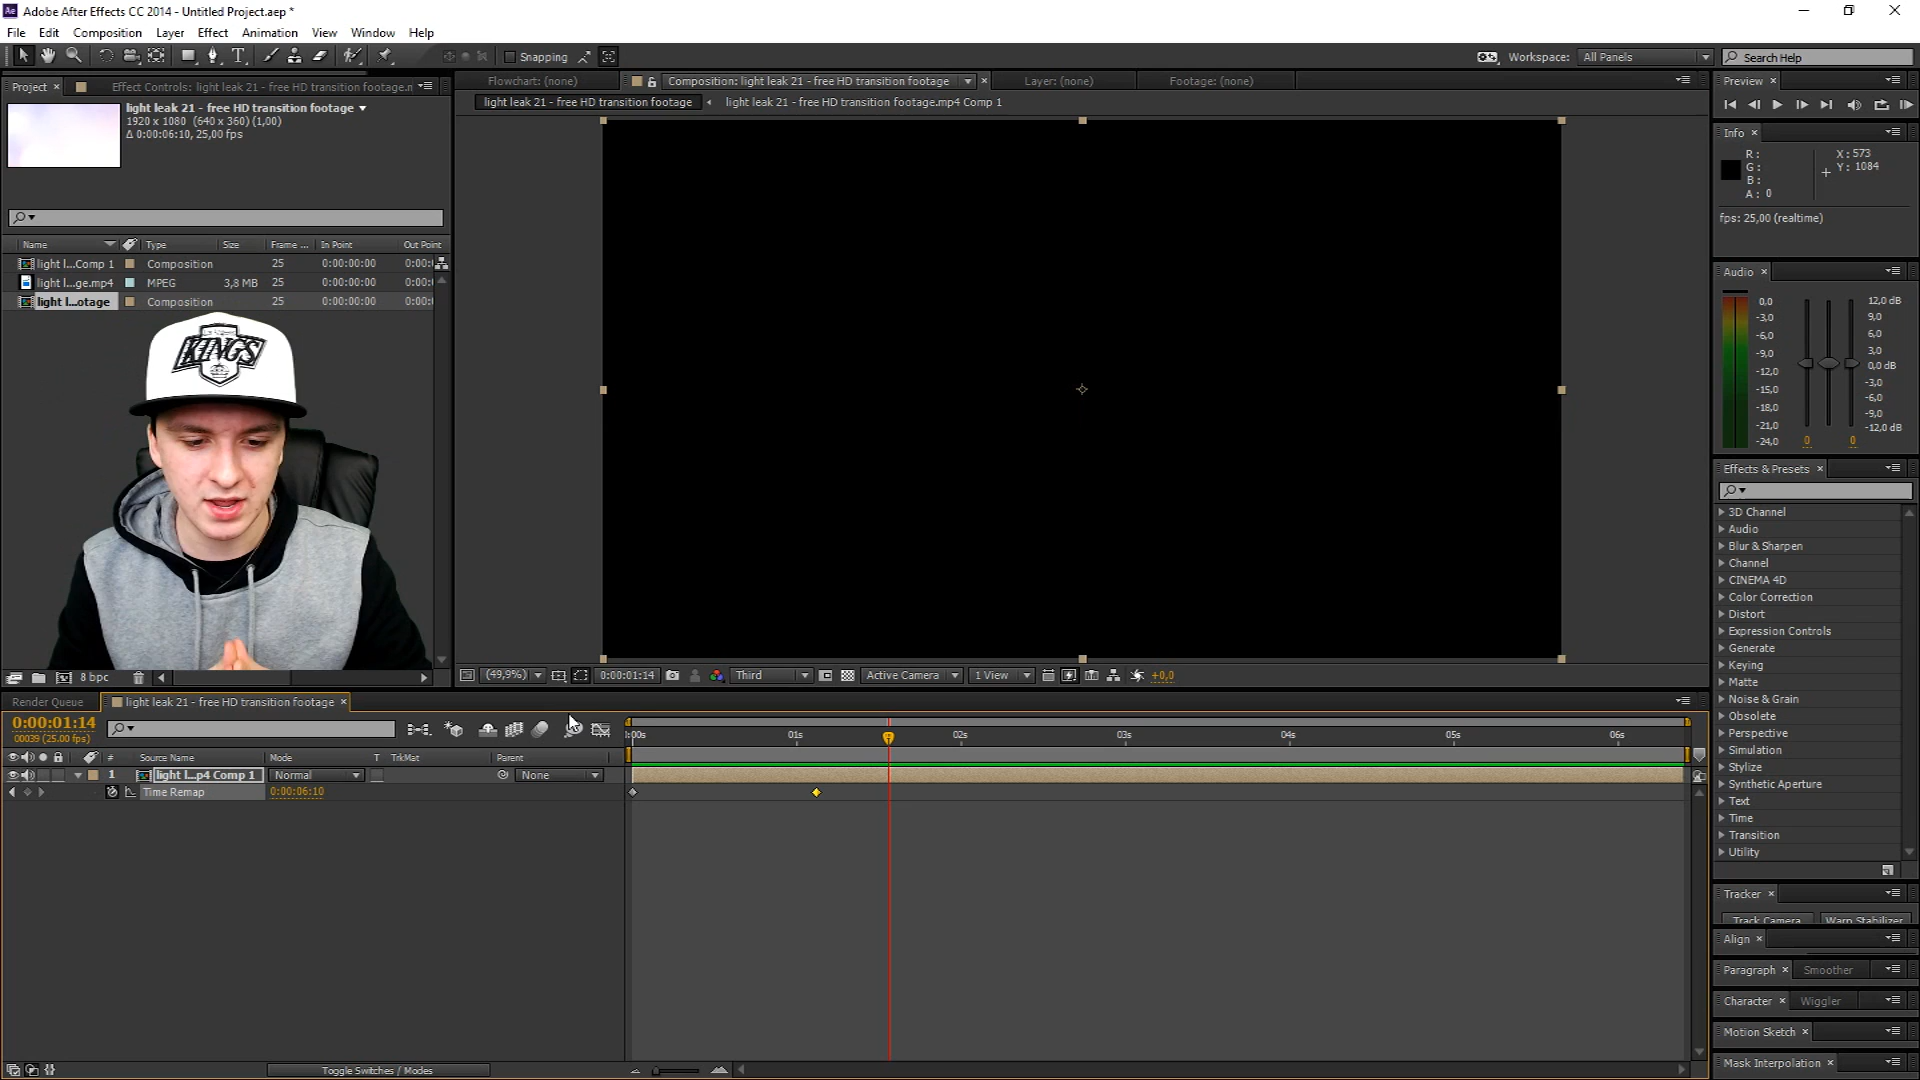 Adobe After Effects CC 2014 - Untitled Project.aep *
File Edit Composition Layer Effect Animation View Window Help
Snapping
Workspace: All Panels
Search Help
Project
Effect Controls: light leak 21 - free HD transition footage.n
light leak 21 - free HD transition footage
1920 x 1080 (640 x 360) (1,00)
Δ 0:00:06:10, 25,00 fps
Name Type Size Frame ... In Point Out Point
light l...Comp 1 Composition 25 0:00:00:00 0:00:
light l...ge.mp4 MPEG 3,8 MB 25 0:00:00:00 0:00:
light l...otage Composition 25 0:00:00:00 0:00:
KINGS
8 bpc
Flowchart: (none)
Composition: light leak 21 - free HD transition footage
Layer: (none)
Footage: (none)
light leak 21 - free HD transition footage
light leak 21 - free HD transition footage.mp4 Comp 1
(49,9%) 0:00:01:14 Third Active Camera 1 View +0,0
Preview
Info
R:
G:
B:
A: 0
X: 573
Y: 1084
fps: 25,00 (realtime)
Audio
0,0
-3,0
-6,0
-9,0
-12,0
-15,0
-18,0
-21,0
-24,0
12,0 dB
9,0
6,0
3,0
0,0 dB
-3,0
-6,0
-9,0
-12,0 dB
0 0
Effects & Presets
3D Channel
Audio
Blur & Sharpen
Channel
CINEMA 4D
Color Correction
Distort
Expression Controls
Generate
Keying
Matte
Noise & Grain
Obsolete
Perspective
Simulation
Stylize
Synthetic Aperture
Text
Time
Transition
Utility
Tracker
Track Camera Warp Stabilizer
Align
Paragraph Smoother
Character Wiggler
Motion Sketch
Mask Interpolation
Render Queue
light leak 21 - free HD transition footage
0:00:01:14
00039 (25.00 fps)
:00s 01s 02s 03s 04s 05s 06s
# Source Name Mode T TrkMat Parent
1 light l...p4 Comp 1 Normal None
Time Remap 0:00:06:10
Toggle Switches / Modes